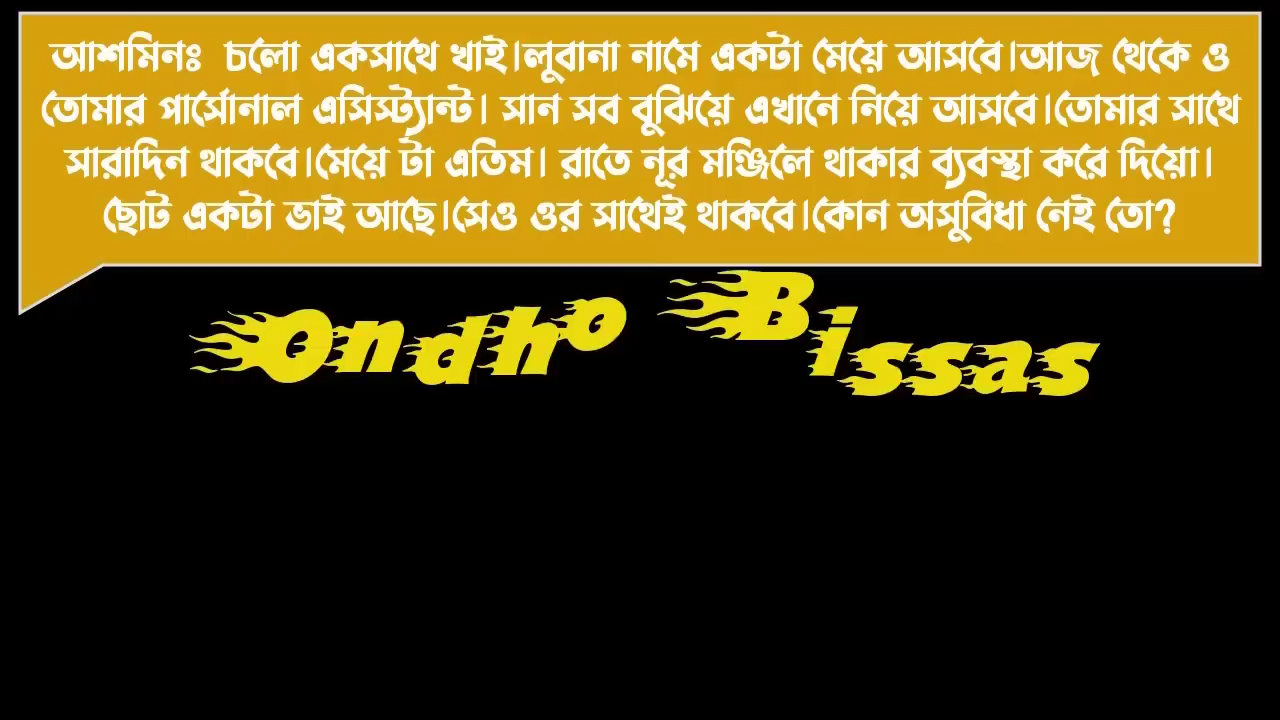 আশমিনঃ চলো একসাথে খাই।লুবানা নামে একটা মেয়ে আসবে।আজ থেকে ও
তোমার পার্সোনাল এসিস্ট্যান্ট। সান সব বুঝিয়ে এখানে নিয়ে আসবে।তোমার সাথে
সারাদিন থাকবে।মেয়ে টা এতিম। রাতে নূর মঞ্জিলে থাকার ব্যবস্থা করে দিয়ো।
ছোট একটা ভাই আছে।সেও ওর সাথেই থাকবে।কোন অসুবিধা নেই তো?
Ondho Bissas